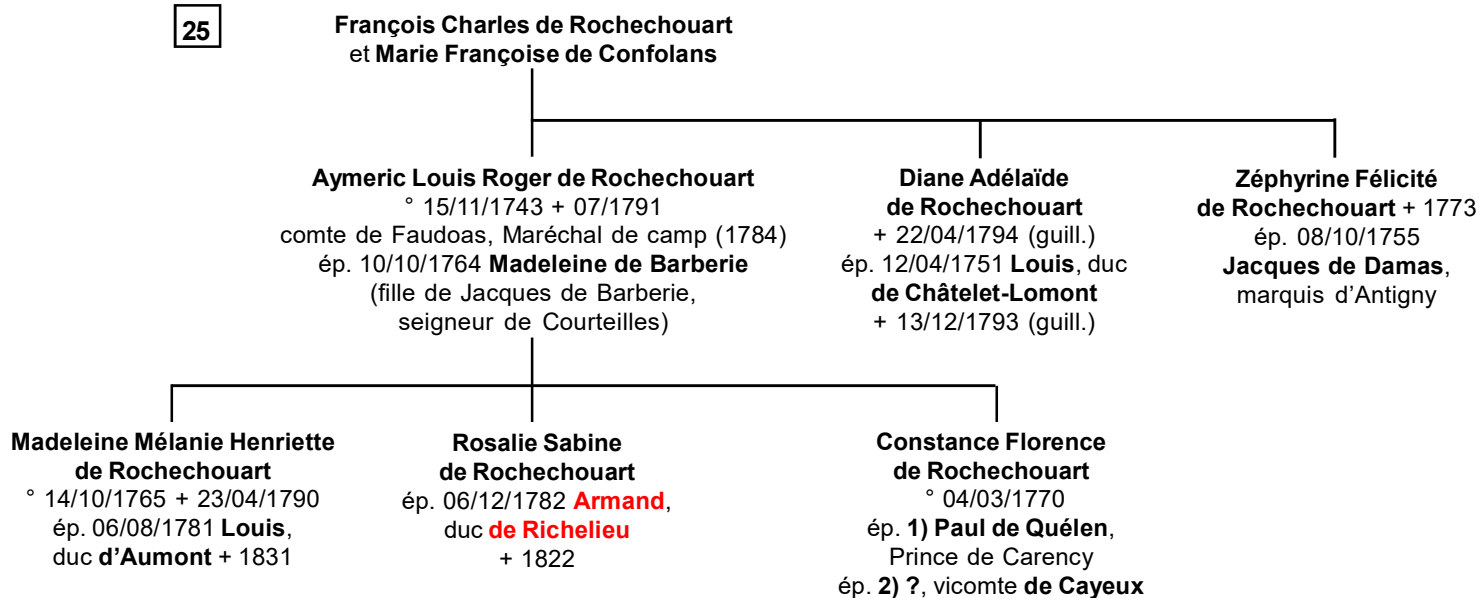 25
François Charles de Rochechouart
et Marie Françoise de Confolans
Aymeric Louis Roger de Rochechouart
° 15/11/1743 + 07/1791
comte de Faudoas, Maréchal de camp (1784)
ép. 10/10/1764 Madeleine de Barberie
(fille de Jacques de Barberie,
seigneur de Courteilles)
Diane Adélaïde
de Rochechouart
+ 22/04/1794 (guill.)
ép. 12/04/1751 Louis, duc
de Châtelet-Lomont
+ 13/12/1793 (guill.)
Zéphyrine Félicité
de Rochechouart + 1773
ép. 08/10/1755
Jacques de Damas,
marquis d'Antigny
Madeleine Mélanie Henriette
de Rochechouart
° 14/10/1765 + 23/04/1790
ép. 06/08/1781 Louis,
duc d'Aumont + 1831
Rosalie Sabine
de Rochechouart
ép. 06/12/1782 Armand,
duc de Richelieu
+ 1822
Constance Florence
de Rochechouart
° 04/03/1770
ép. 1) Paul de Quélen,
Prince de Carency
ép. 2) ?, vicomte de Cayeux